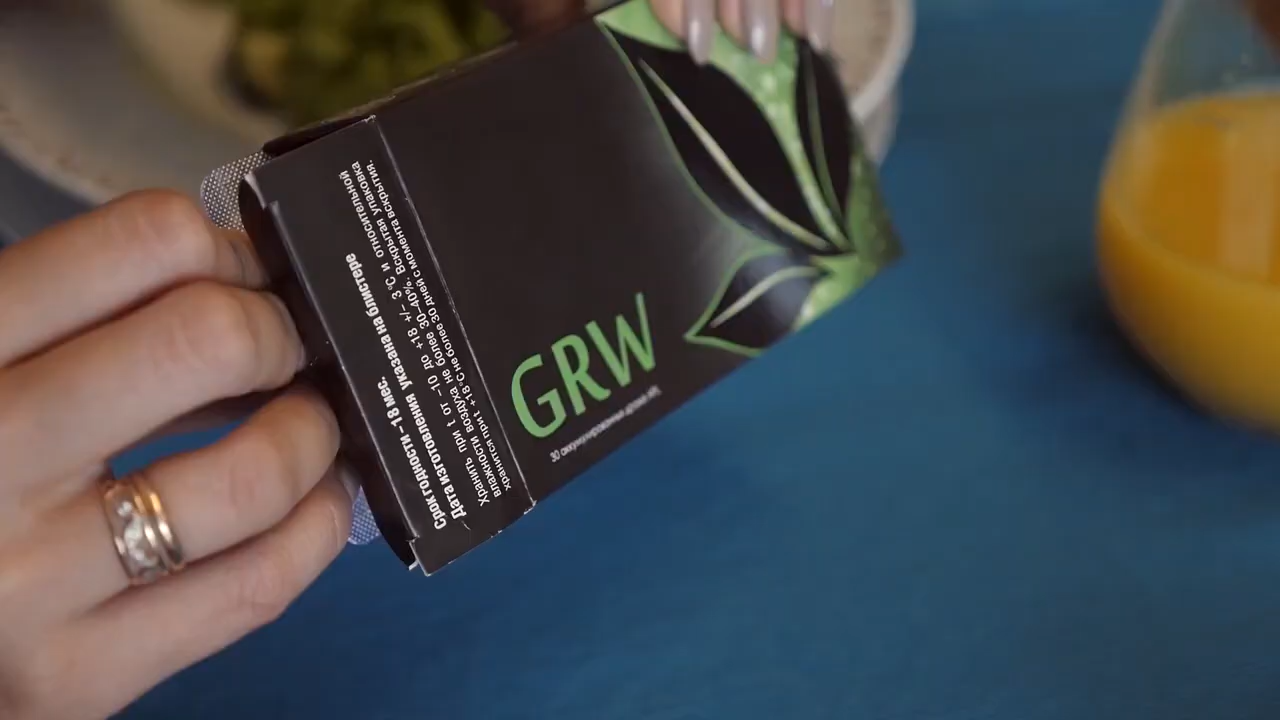 Срок годности – 18 мес.
Дата изготовления указана на блистере
Хранить при t от –10 до +18 +/– 3 °C и относительной
влажности воздуха не более 30–40%. Вскрытая упаковка
хранится при t +18°C не более 30 дней с момента вскрытия.
GRW
30